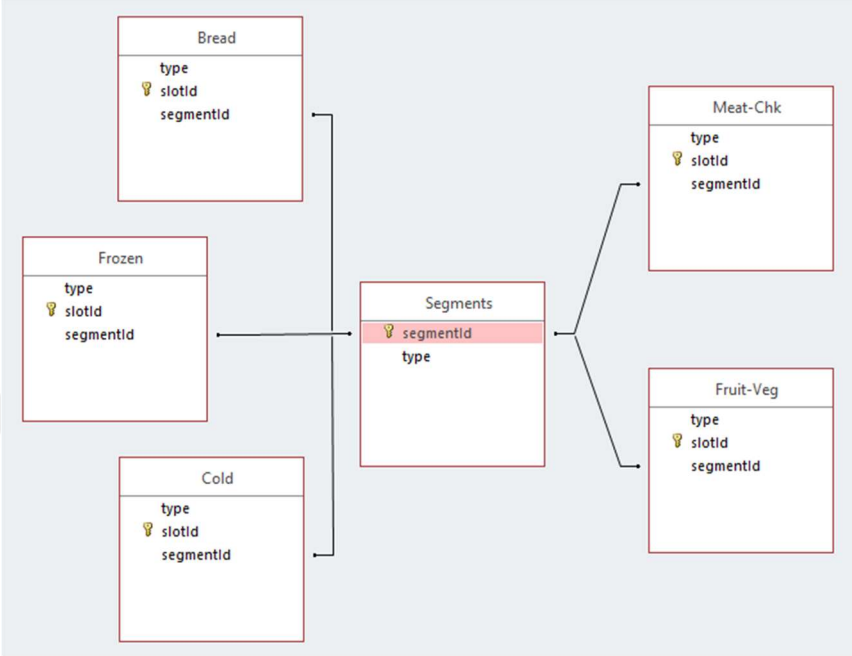 Bread
type
slotId
segmentId
Frozen
type
slotId
segmentId
Cold
type
slotId
segmentId
Segments
segmentId
type
Meat-Chk
type
slotId
segmentId
Fruit-Veg
type
slotId
segmentId